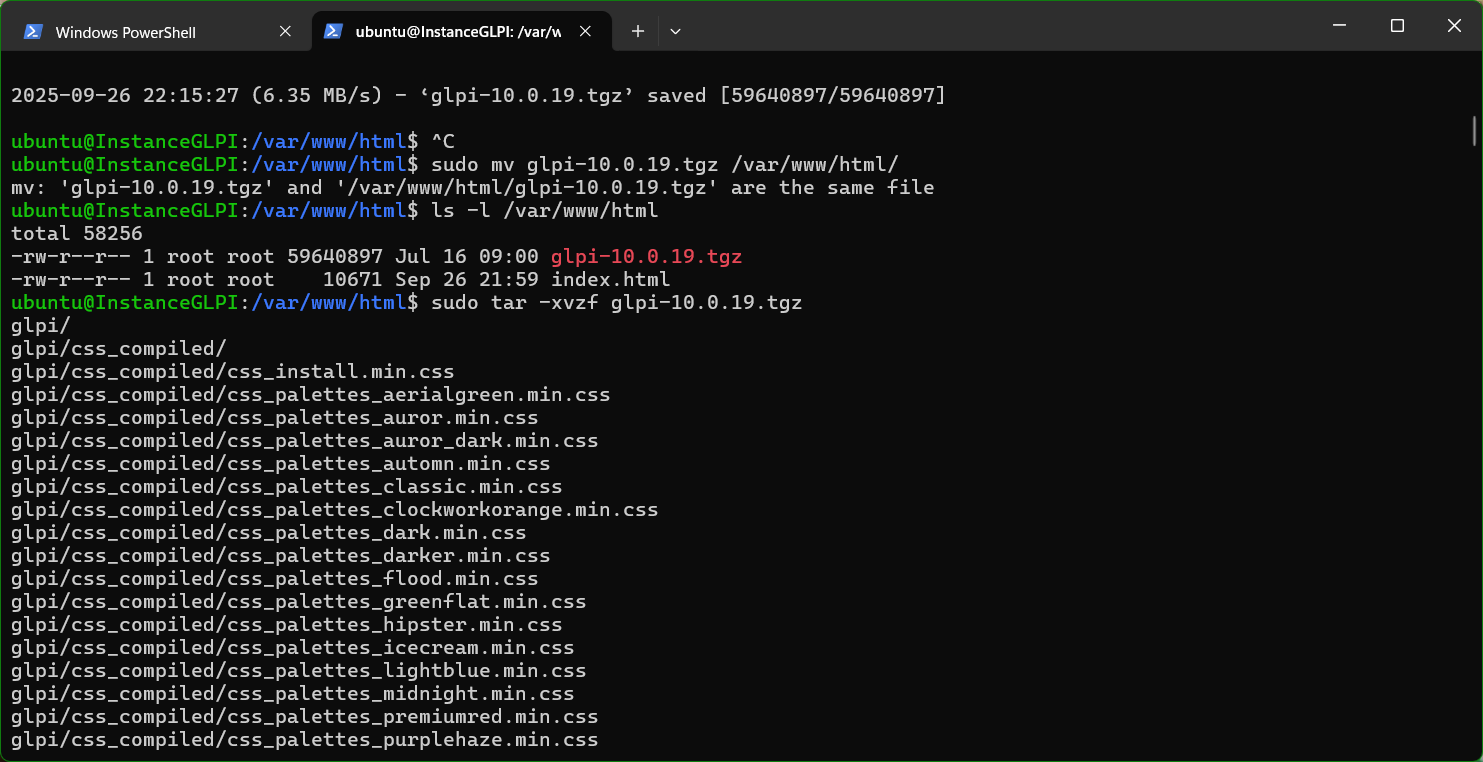 Windows PowerShell
ubuntu@InstanceGLPI: /var/w
2025-09-26 22:15:27 (6.35 MB/s) - ‘glpi-10.0.19.tgz’ saved [59640897/59640897]
ubuntu@InstanceGLPI:/var/www/html$ ^C
ubuntu@InstanceGLPI:/var/www/html$ sudo mv glpi-10.0.19.tgz /var/www/html/
mv: 'glpi-10.0.19.tgz' and '/var/www/html/glpi-10.0.19.tgz' are the same file
ubuntu@InstanceGLPI:/var/www/html$ ls -l /var/www/html
total 58256
-rw-r--r-- 1 root root 59640897 Jul 16 09:00 glpi-10.0.19.tgz
-rw-r--r-- 1 root root    10671 Sep 26 21:59 index.html
ubuntu@InstanceGLPI:/var/www/html$ sudo tar -xvzf glpi-10.0.19.tgz
glpi/
glpi/css_compiled/
glpi/css_compiled/css_install.min.css
glpi/css_compiled/css_palettes_aerialgreen.min.css
glpi/css_compiled/css_palettes_auror.min.css
glpi/css_compiled/css_palettes_auror_dark.min.css
glpi/css_compiled/css_palettes_automn.min.css
glpi/css_compiled/css_palettes_classic.min.css
glpi/css_compiled/css_palettes_clockworkorange.min.css
glpi/css_compiled/css_palettes_dark.min.css
glpi/css_compiled/css_palettes_darker.min.css
glpi/css_compiled/css_palettes_flood.min.css
glpi/css_compiled/css_palettes_greenflat.min.css
glpi/css_compiled/css_palettes_hipster.min.css
glpi/css_compiled/css_palettes_icecream.min.css
glpi/css_compiled/css_palettes_lightblue.min.css
glpi/css_compiled/css_palettes_midnight.min.css
glpi/css_compiled/css_palettes_premiumred.min.css
glpi/css_compiled/css_palettes_purplehaze.min.css